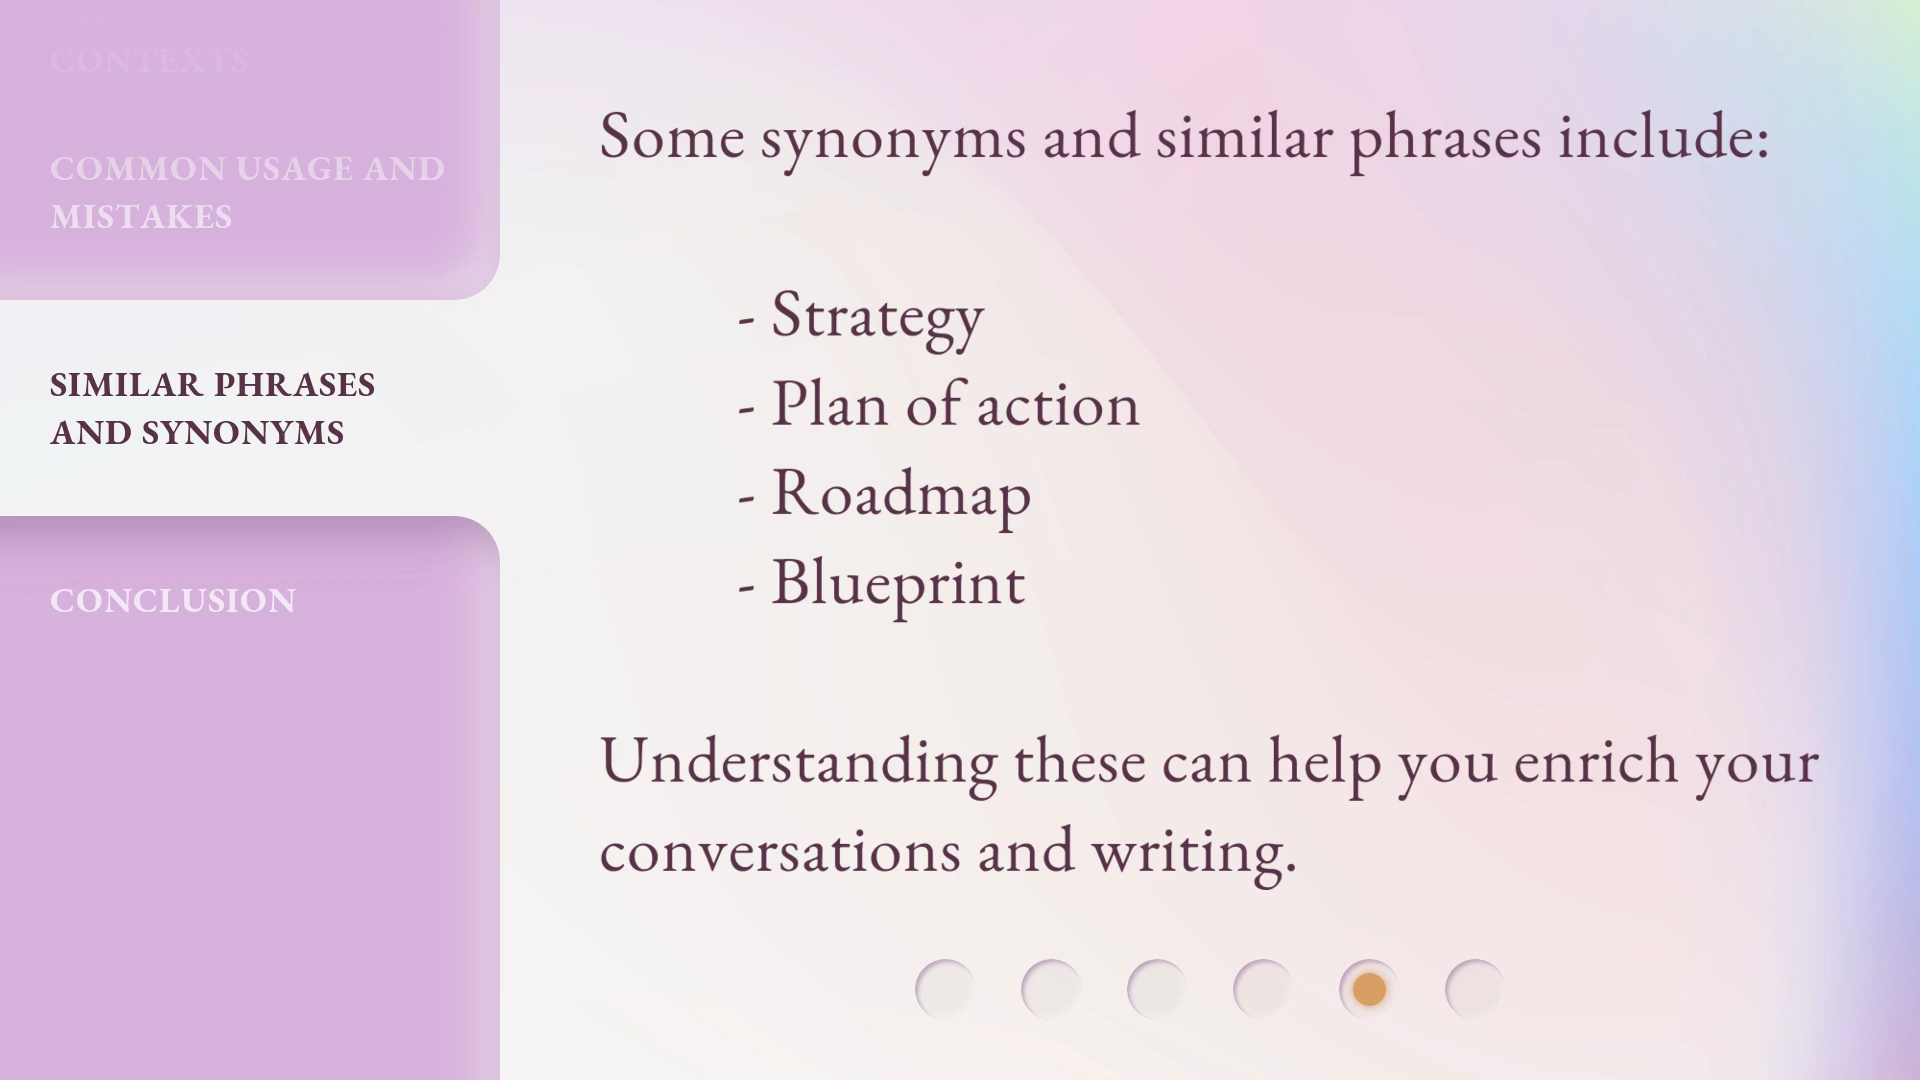 CONTEXTS
COMMON USAGE AND
MISTAKES
SIMILAR PHRASES
AND SYNONYMS
CONCLUSION
Some synonyms and similar phrases include:
- Strategy
- Plan of action
- Roadmap
- Blueprint
Understanding these can help you enrich your
conversations and writing.